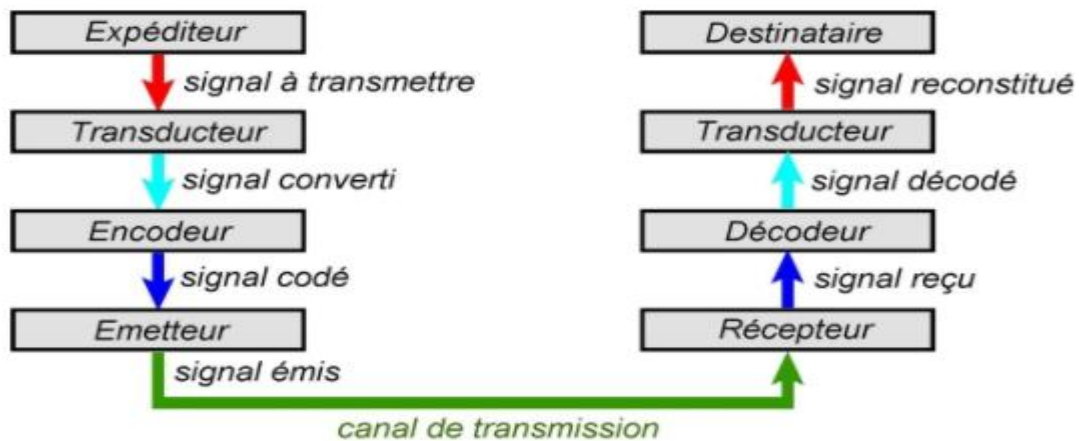 Expéditeur
signal à transmettre
Transducteur
signal converti
Encodeur
signal codé
Emetteur
signal émis
canal de transmission
Destinataire
signal reconstitué
Transducteur
signal décodé
Décodeur
signal reçu
Récepteur